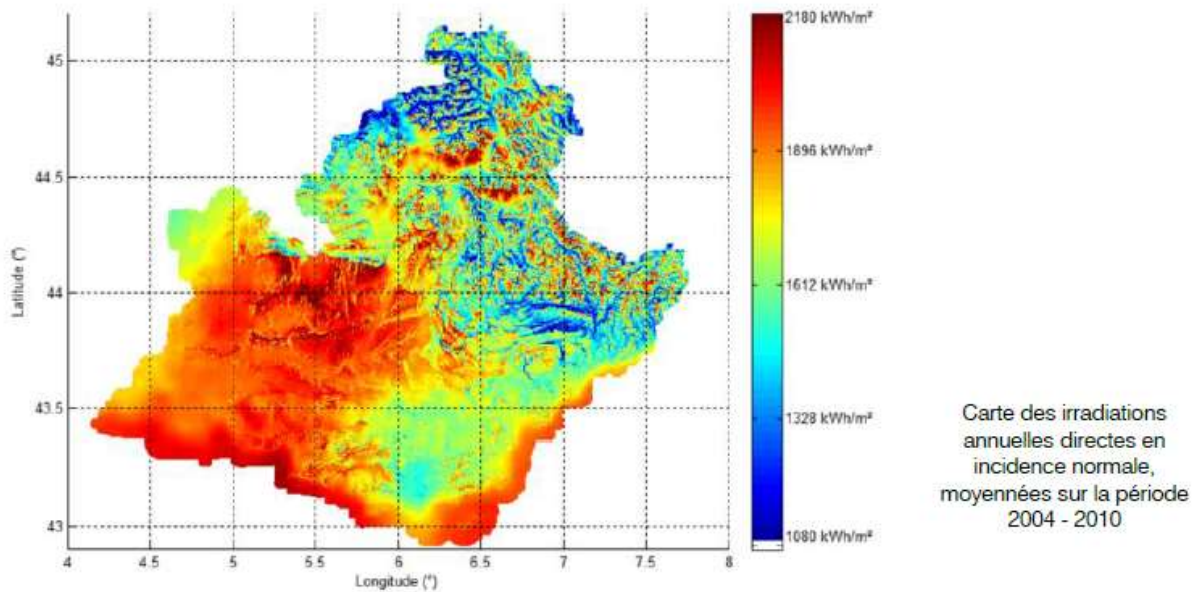 2180 kWh/m²
1896 kWh/m²
1612 kWh/m²
1328 kWh/m²
1080 kWh/m²
45
44.5
44
43.5
43
Latitude (°)
4 4.5 5 5.5 6 6.5 7 7.5 8
Longitude (°)
Carte des irradiations
annuelles directes en
incidence normale,
moyennées sur la période
2004 - 2010